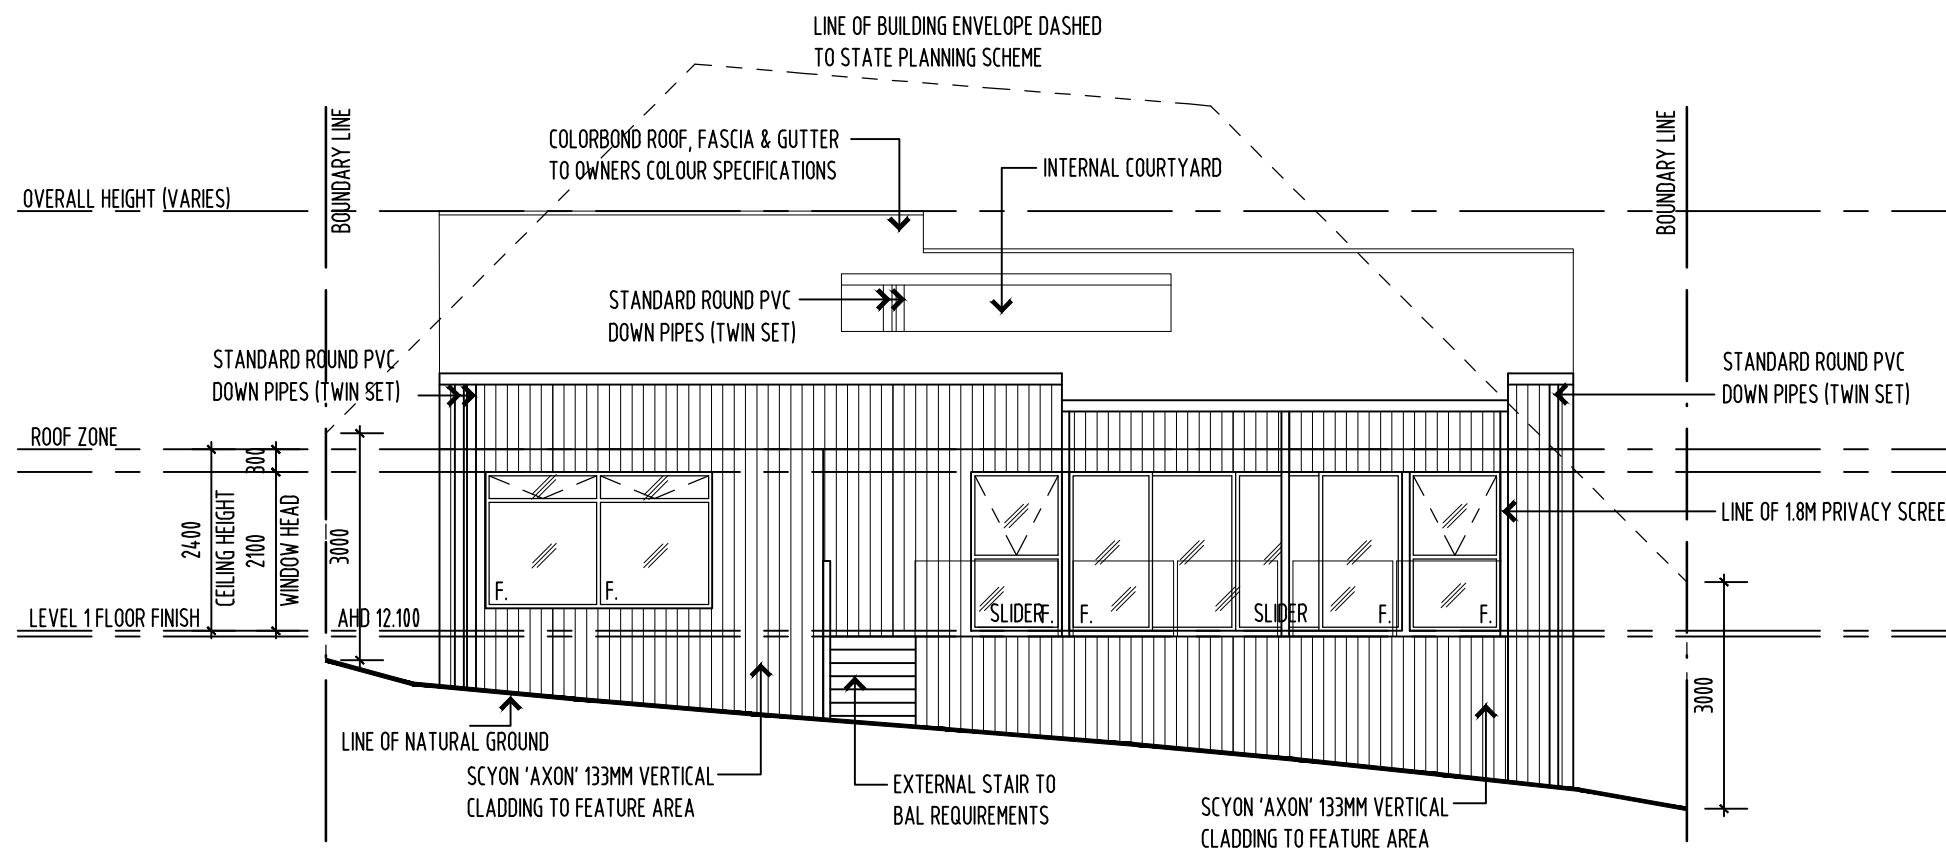 LINE OF BUILDING ENVELOPE DASHED
TO STATE PLANNING SCHEME
BOUNDARY LINE
BOUNDARY LINE
COLORBOND ROOF, FASCIA & GUTTER
TO OWNERS COLOUR SPECIFICATIONS
INTERNAL COURTYARD
OVERALL HEIGHT (VARIES)
STANDARD ROUND PVC
DOWN PIPES (TWIN SET)
STANDARD ROUND PVC
DOWN PIPES (TWIN SET)
STANDARD ROUND PVC
DOWN PIPES (TWIN SET)
ROOF ZONE
300
2400
CEILING HEIGHT
2100
WINDOW HEAD
3000
LINE OF 1.8M PRIVACY SCREE
F.
F.
SLIDER
F.
F.
SLIDER
F.
F.
LEVEL 1 FLOOR FINISH
AHD 12.100
3000
LINE OF NATURAL GROUND
SCYON 'AXON' 133MM VERTICAL
CLADDING TO FEATURE AREA
EXTERNAL STAIR TO
BAL REQUIREMENTS
SCYON 'AXON' 133MM VERTICAL
CLADDING TO FEATURE AREA